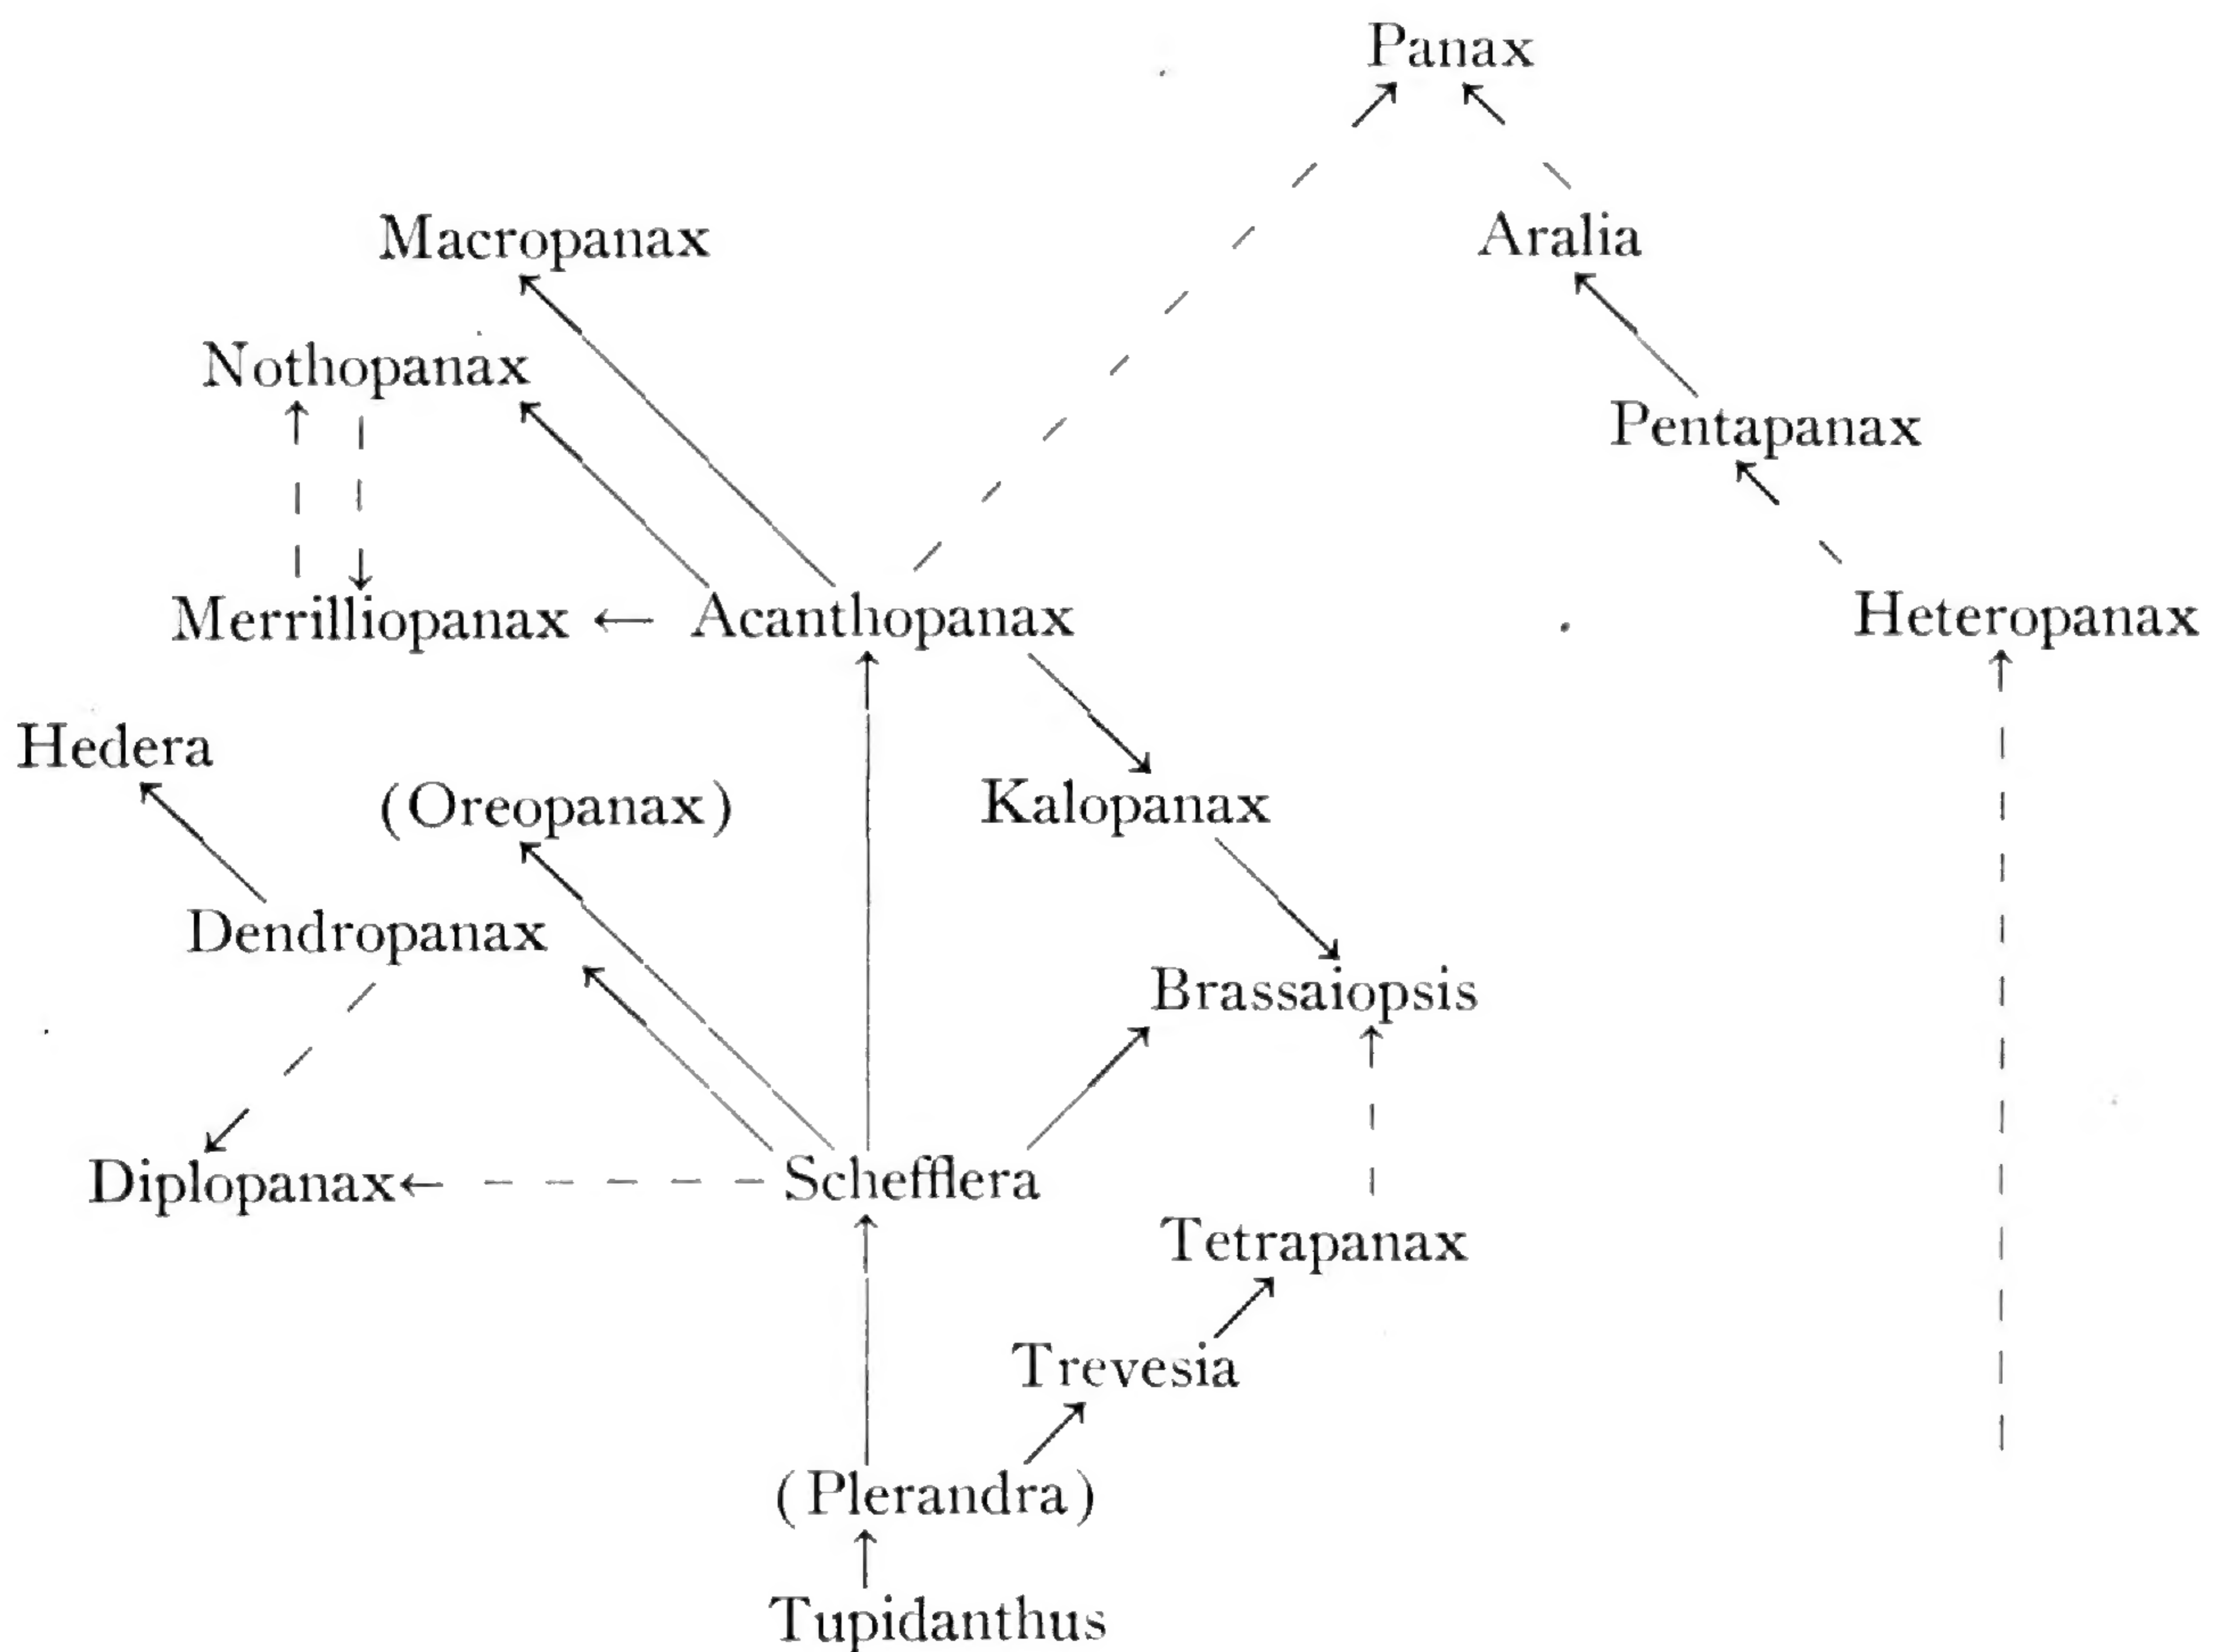 Panax
Macropanax
Aralia
Nothopanax
Pentapanax
Merrilliopanax
Acanthopanax
Heteropanax
Hedera
(Oreopanax)
Kalopanax
Dendropanax
Brassaiopsis
Diplopanax
Schefflera
Tetrapanax
Trevesia
(Plerandra)
Tupidanthus